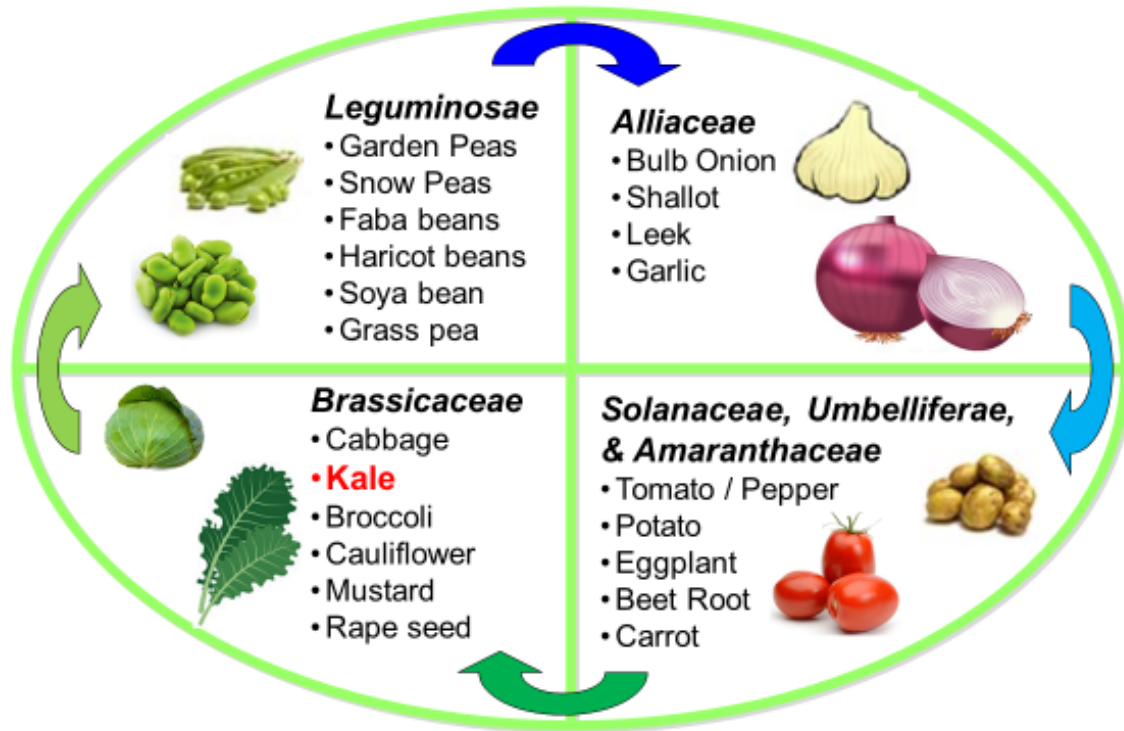 Leguminosae
• Garden Peas
• Snow Peas
• Faba beans
• Haricot beans
• Soya bean
• Grass pea
Alliaceae
• Bulb Onion
• Shallot
• Leek
• Garlic
Brassicaceae
• Cabbage
• Kale
• Broccoli
• Cauliflower
• Mustard
• Rape seed
Solanaceae, Umbelliferae,
& Amaranthaceae
• Tomato / Pepper
• Potato
• Eggplant
• Beet Root
• Carrot